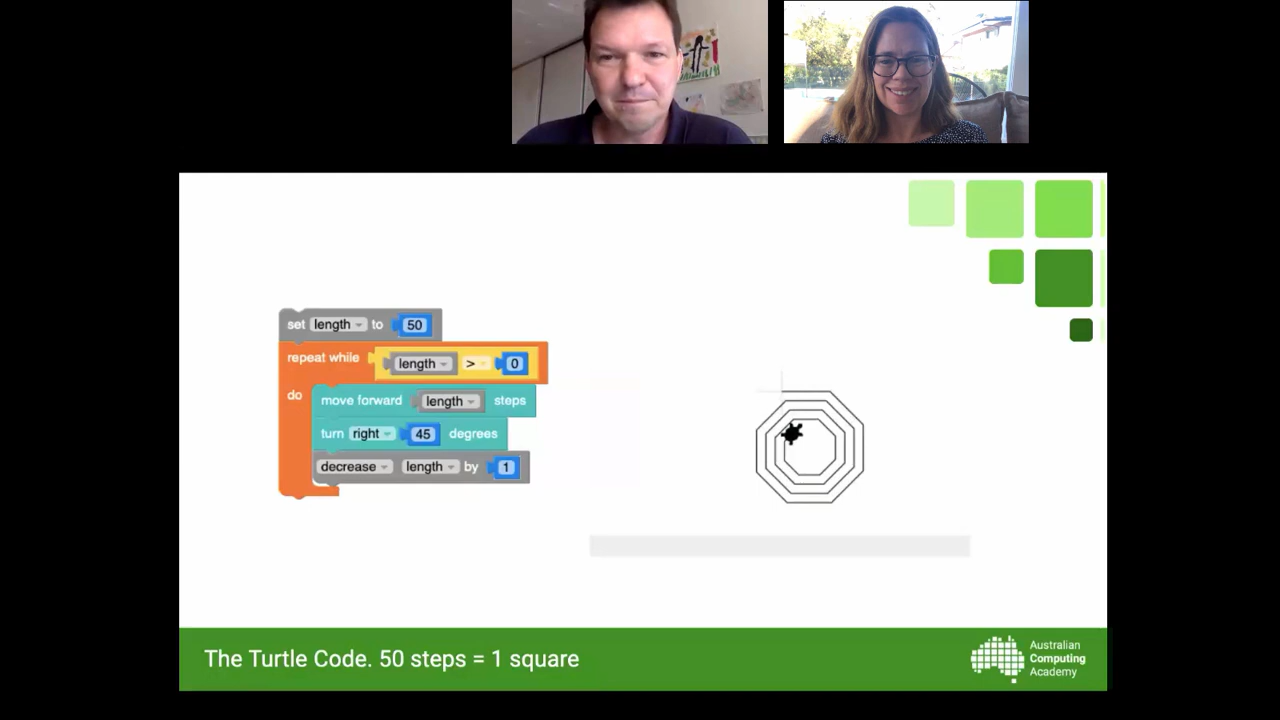 set length to 50
repeat while length > 0
do
move forward length steps
turn right 45 degrees
decrease length by 1
The Turtle Code. 50 steps = 1 square
Australian
Computing
Academy